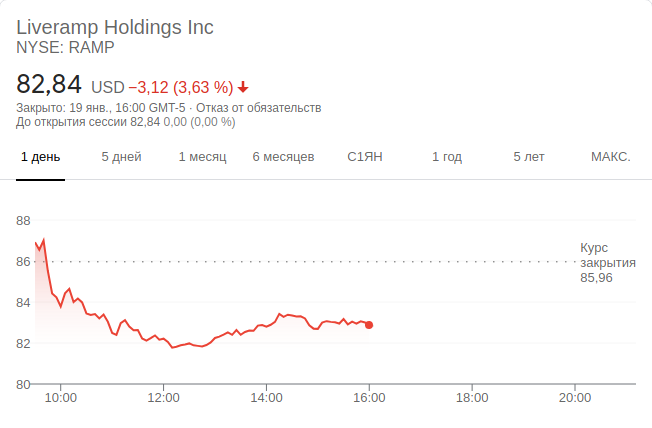 Liveramp Holdings Inc
NYSE: RAMP
82,84 USD −3,12 (3,63 %)
Закрыто: 19 янв., 16:00 GMT-5 · Отказ от обязательств
До открытия сессии 82,84 0,00 (0,00 %)
1 день 5 дней 1 месяц 6 месяцев С1ЯН 1 год 5 лет МАКС.
88
Курс
86 закрытия
85,96
84
82
80
10:00 12:00 14:00 16:00 18:00 20:00